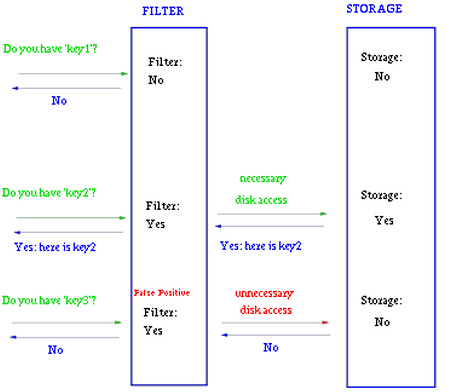 FILTER
STORAGE
Do you have 'key1'?
Filter:
No
Storage:
No
No
Do you have 'key2'?
Filter:
Yes
necessary
disk access
Storage:
Yes
Yes: here is key2
Yes: here is key2
Do you have 'key3'?
False Positive
Filter:
Yes
unnecessary
disk access
Storage:
No
No
No